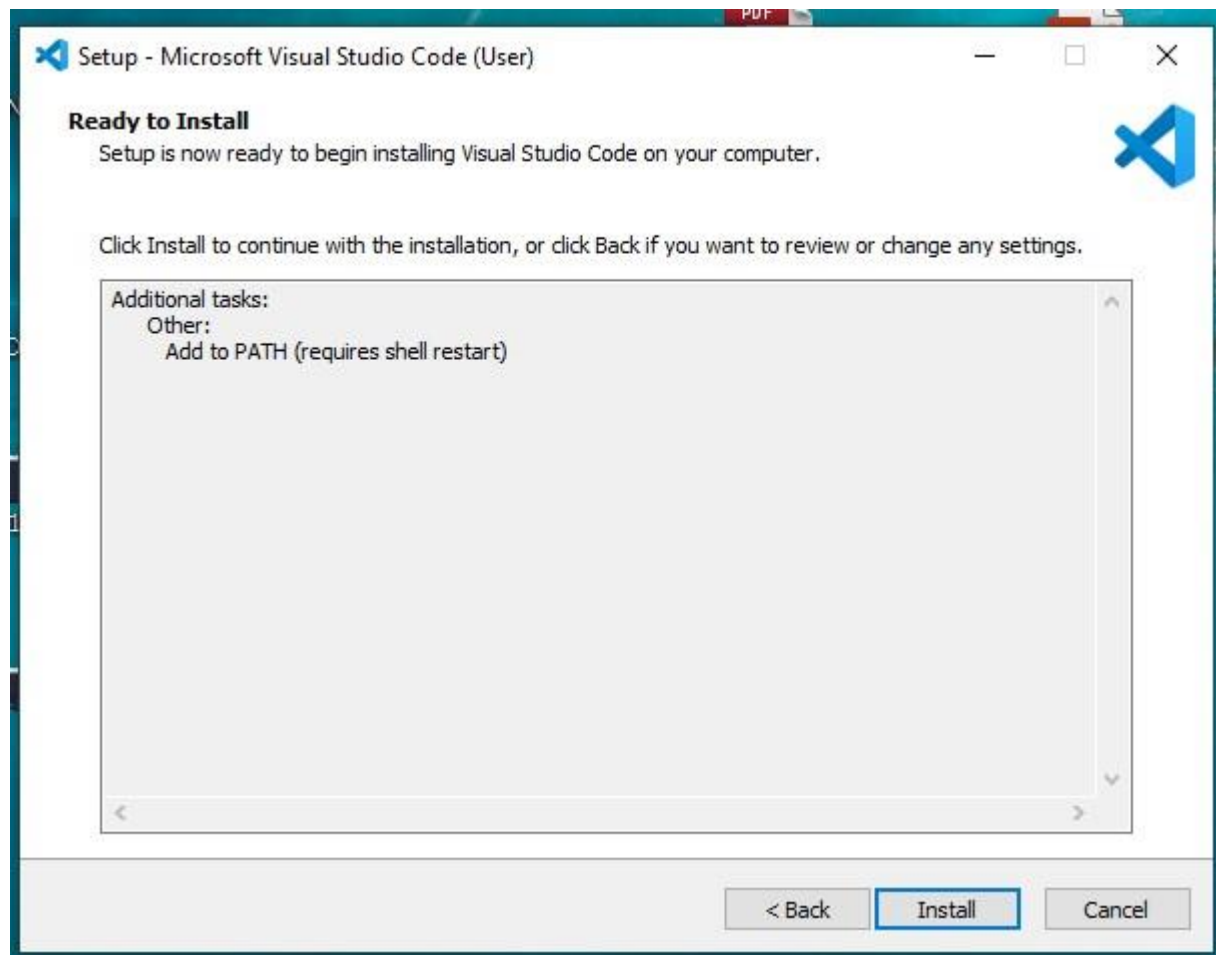 PDF
Setup - Microsoft Visual Studio Code (User)
Ready to Install
Setup is now ready to begin installing Visual Studio Code on your computer.
Click Install to continue with the installation, or click Back if you want to review or change any settings.
Additional tasks:
Other:
Add to PATH (requires shell restart)
< Back
Install
Cancel